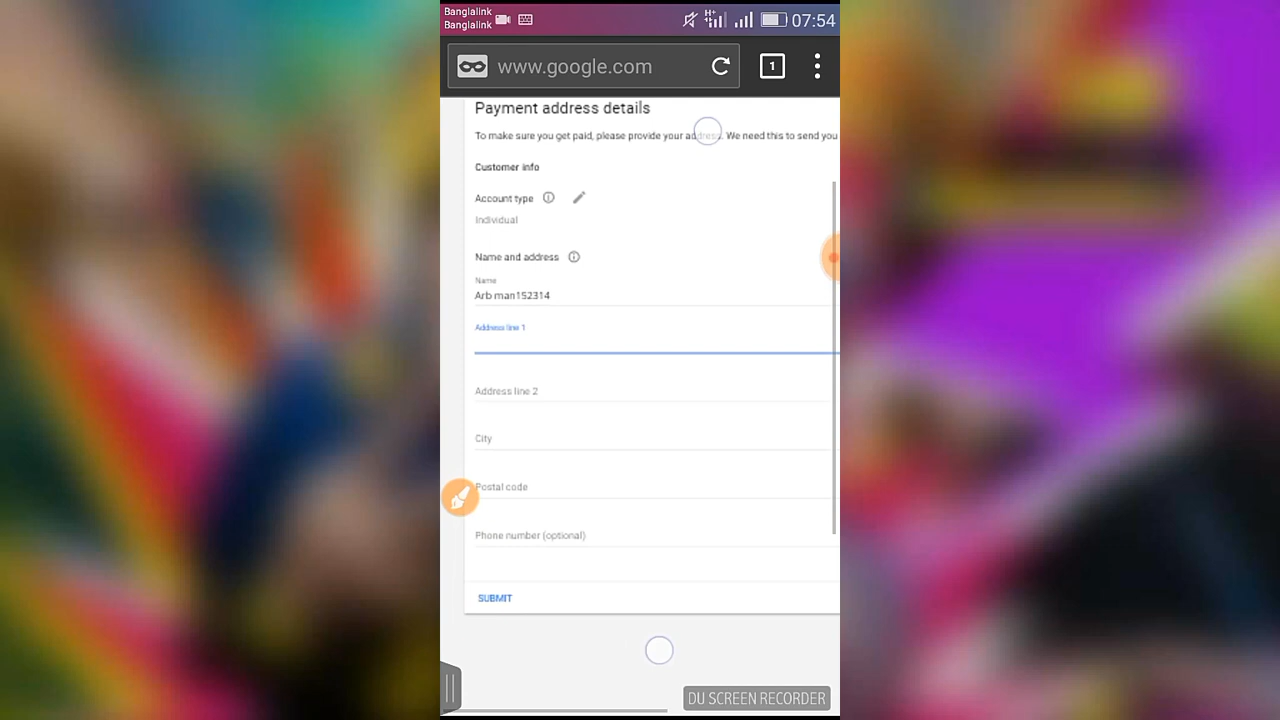 Banglalink
Banglalink
H+
07:54
www.google.com
1
Payment address details
To make sure you get paid, please provide your address. We need this to send you
Customer info
Account type
Individual
Name and address
Name
Arb man152314
Address line 1
Address line 2
City
Postal code
Phone number (optional)
SUBMIT
DU SCREEN RECORDER